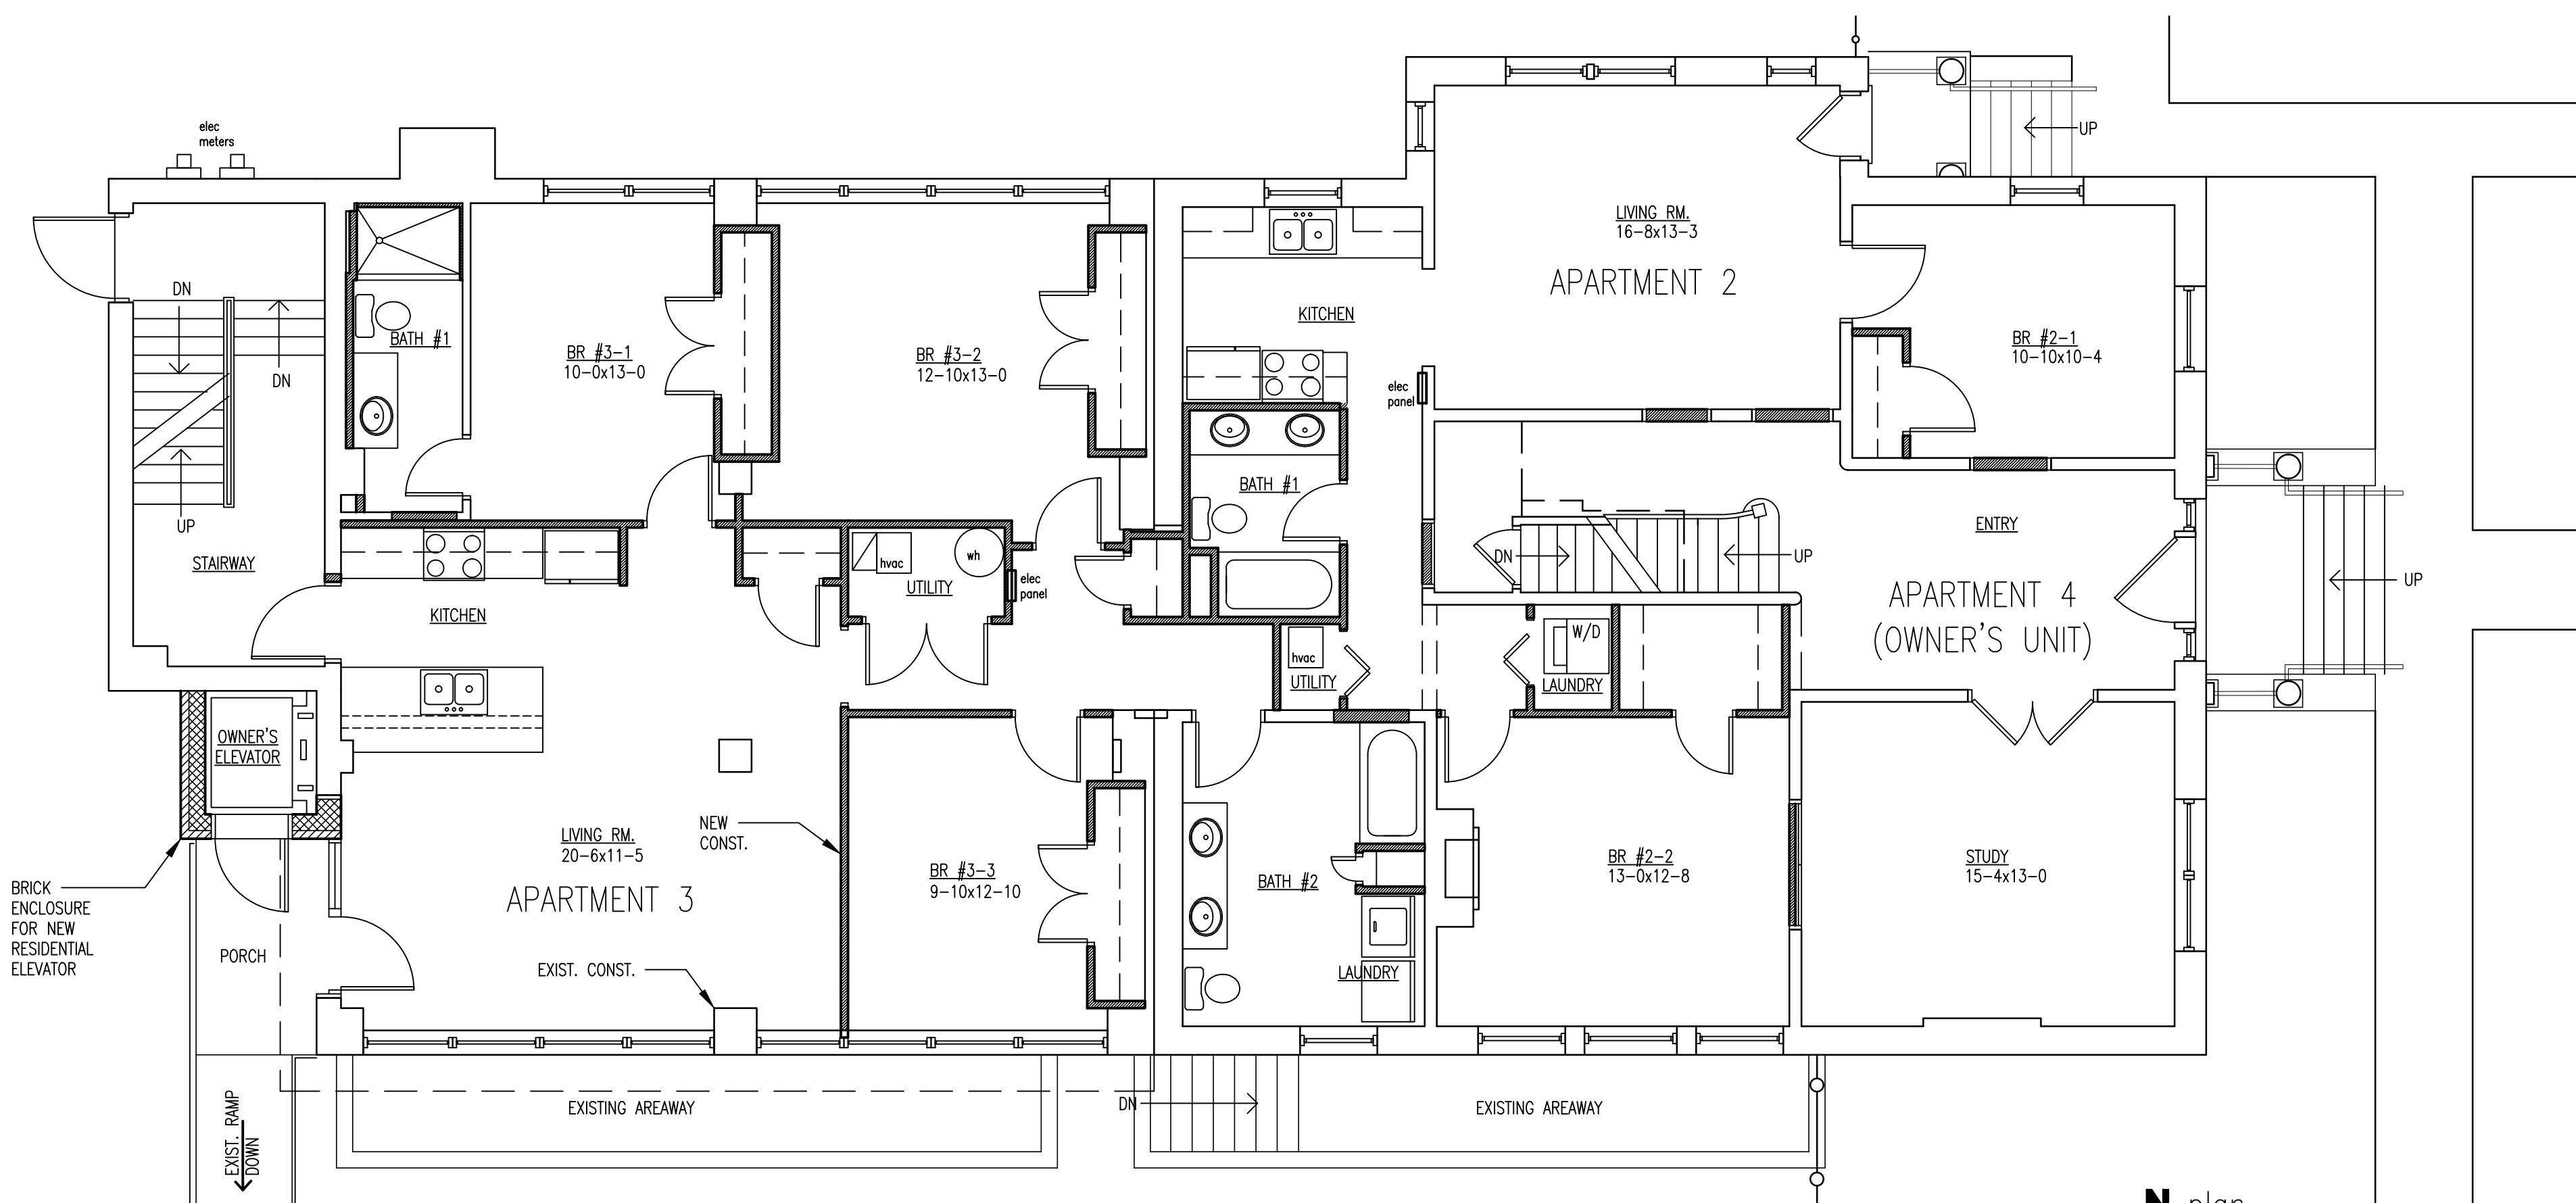 elec
meters
UP
LIVING RM.
16-8x13-3
APARTMENT 2
DN
DN
UP
STAIRWAY
BATH #1
BR #3-1
10-0x13-0
BR #3-2
12-10x13-0
KITCHEN
elec
panel
BR #2-1
10-10x10-4
BATH #1
hvac
wh
UTILITY
elec
panel
KITCHEN
DN
UP
ENTRY
APARTMENT 4
(OWNER'S UNIT)
UP
hvac
UTILITY
W/D
LAUNDRY
OWNER'S
ELEVATOR
NEW
CONST.
LIVING RM.
20-6x11-5
APARTMENT 3
BR #3-3
9-10x12-10
BATH #2
LAUNDRY
BR #2-2
13-0x12-8
STUDY
15-4x13-0
BRICK
ENCLOSURE
FOR NEW
RESIDENTIAL
ELEVATOR
PORCH
EXIST. CONST.
EXISTING AREAWAY
DN
EXISTING AREAWAY
EXIST. RAMP
DOWN
N plan